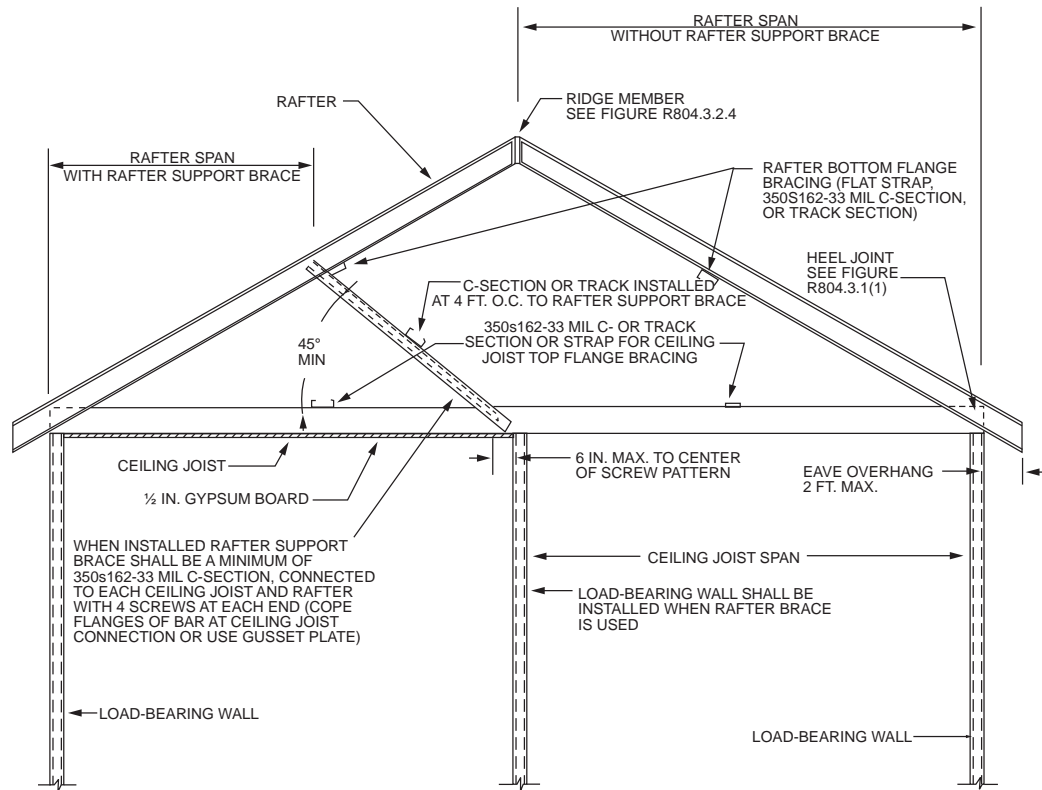 RAFTER SPAN
WITHOUT RAFTER SUPPORT BRACE
RAFTER
RIDGE MEMBER
SEE FIGURE R804.3.2.4
RAFTER SPAN
WITH RAFTER SUPPORT BRACE
RAFTER BOTTOM FLANGE
BRACING (FLAT STRAP,
350S162-33 MIL C-SECTION,
OR TRACK SECTION)
HEEL JOINT
SEE FIGURE
R804.3.1(1)
C-SECTION OR TRACK INSTALLED
AT 4 FT. O.C. TO RAFTER SUPPORT BRACE
350s162-33 MIL C- OR TRACK
SECTION OR STRAP FOR CEILING
JOIST TOP FLANGE BRACING
45°
MIN
CEILING JOIST
½ IN. GYPSUM BOARD
6 IN. MAX. TO CENTER
OF SCREW PATTERN
EAVE OVERHANG
2 FT. MAX.
WHEN INSTALLED RAFTER SUPPORT
BRACE SHALL BE A MINIMUM OF
350s162-33 MIL C-SECTION, CONNECTED
TO EACH CEILING JOIST AND RAFTER
WITH 4 SCREWS AT EACH END (COPE
FLANGES OF BAR AT CEILING JOIST
CONNECTION OR USE GUSSET PLATE)
CEILING JOIST SPAN
LOAD-BEARING WALL SHALL BE
INSTALLED WHEN RAFTER BRACE
IS USED
LOAD-BEARING WALL
LOAD-BEARING WALL